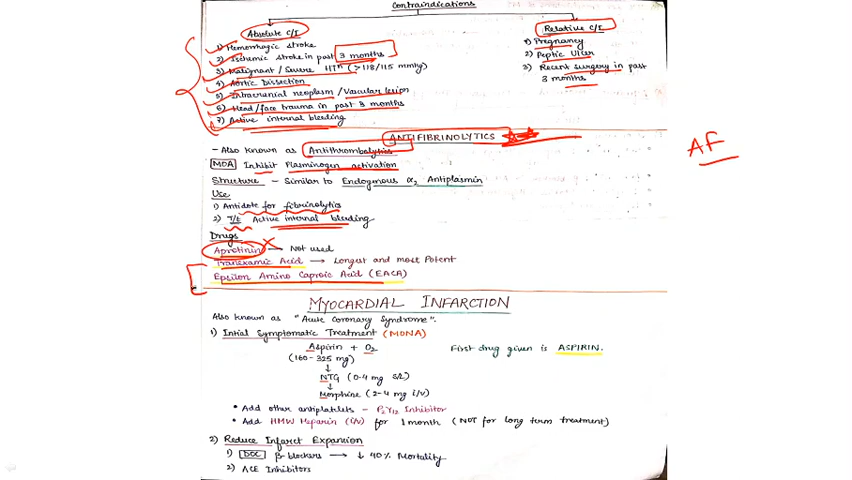 Contraindications
Absolute C/I
1) Hemorrhagic stroke
2) Ischemic stroke in past 3 months
3) Malignant / Severe HTn (>118/115 mmHg)
4) Aortic Dissection
5) Intracranial neoplasm / Vascular lesion
6) Head/face trauma in past 3 months
7) Active internal bleeding
Relative C/I
1) Pregnancy
2) Peptic Ulcer
3) Recent surgery in past
3 months
ANTIFIBRINOLYTICS
- Also known as Antithrombolytics
MOA Inhibit Plasminogen activation
Structure - Similar to Endogenous α2 Antiplasmin
Use
1) Antidote for fibrinolytics
2) T/t Active internal bleeding
Drugs
Aprotinin → Not used
Tranexamic Acid → Longest and most Potent
Epsilon Amino Caproic Acid (EACA)
AF
MYOCARDIAL INFARCTION
Also known as "Acute Coronary Syndrome".
1) Intial Symptomatic Treatment (MONA)
Aspirin + O2
(160-325 mg)
↓
NTG (0.4 mg s/l)
↓
Morphine (2-4 mg i/v)
First drug given is ASPIRIN.
• Add other antiplatelets - P2Y12 Inhibitor
• Add HMW Heparin (i/v) for 1 month (NOT for long term treatment)
2) Reduce Infarct Expansion
1) DOC β-blockers → ↓ 40% Mortality
2) ACE Inhibitors